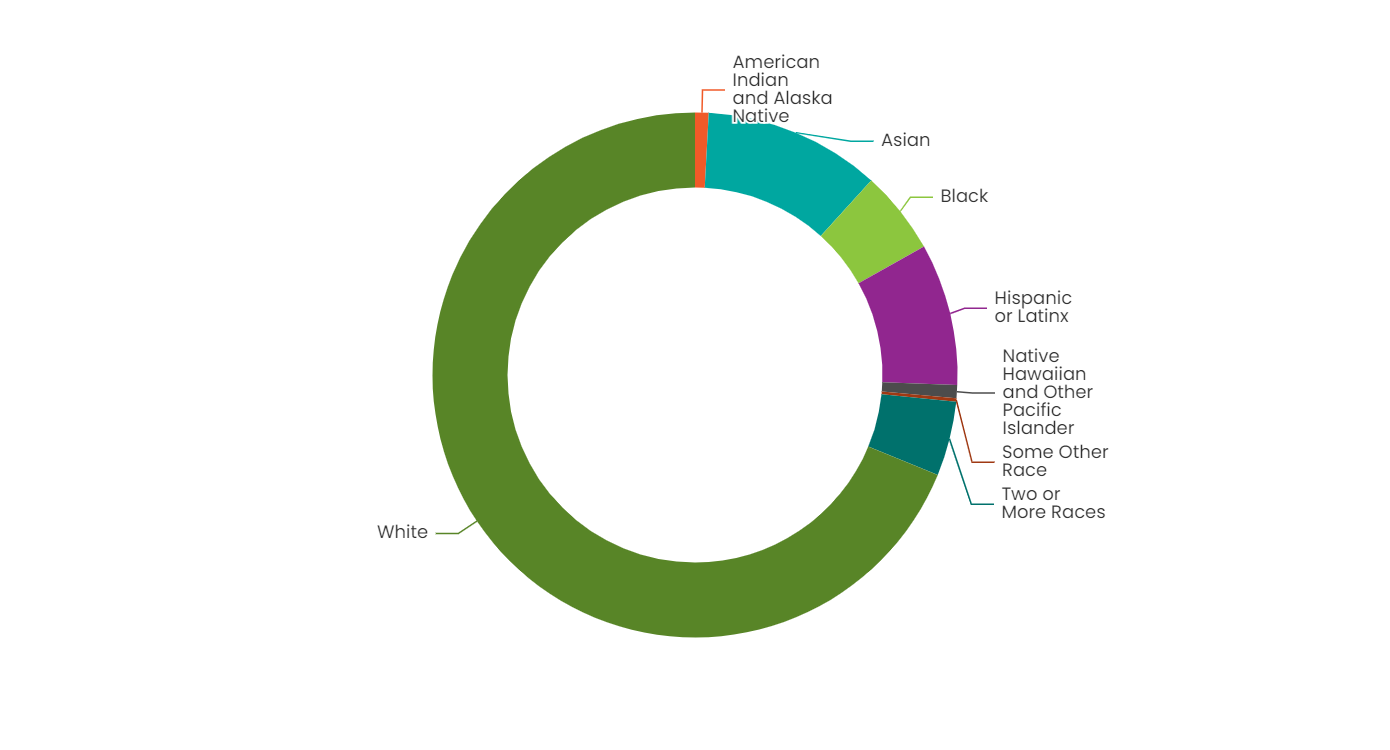 American
Indian
and Alaska
Native
Asian
Black
Hispanic
or Latinx
Native
Hawaiian
and Other
Pacific
Islander
Some Other
Race
Two or
More Races
White